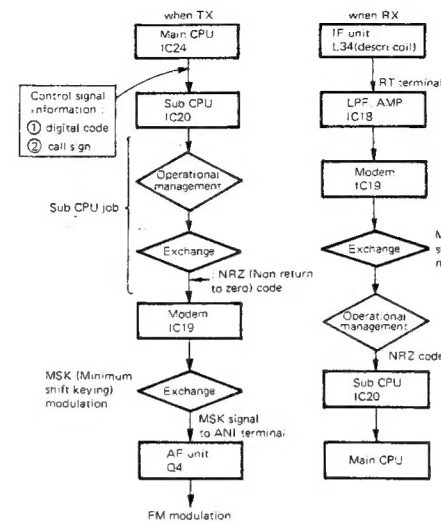 when TX
Main CPU
IC24
Control signal
information :
① digital code
② call sign
Sub CPU
IC20
Operational
management
Sub CPU job
Exchange
NRZ (Non return
to zero) code
Modem
IC19
MSK (Minimum
shift keying)
modulation
Exchange
MSK signal
to ANI terminal
AF unit
Q4
FM modulation
when RX
IF unit
L34(descri coil)
RT terminal
LPF, AMP
IC18
Modem
IC19
Exchange
Operational
management
NRZ code
Sub CPU
IC20
Main CPU